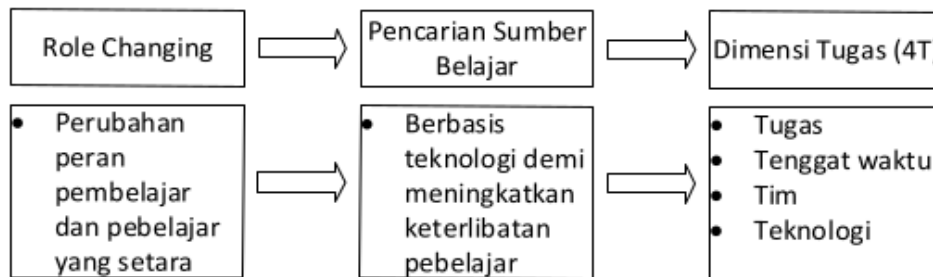 Role Changing
Pencarian Sumber
Belajar
Dimensi Tugas (4T)
• Perubahan
peran
pembelajar
dan pebelajar
yang setara
• Berbasis
teknologi demi
meningkatkan
keterlibatan
pebelajar
• Tugas
• Tenggat waktu
• Tim
• Teknologi